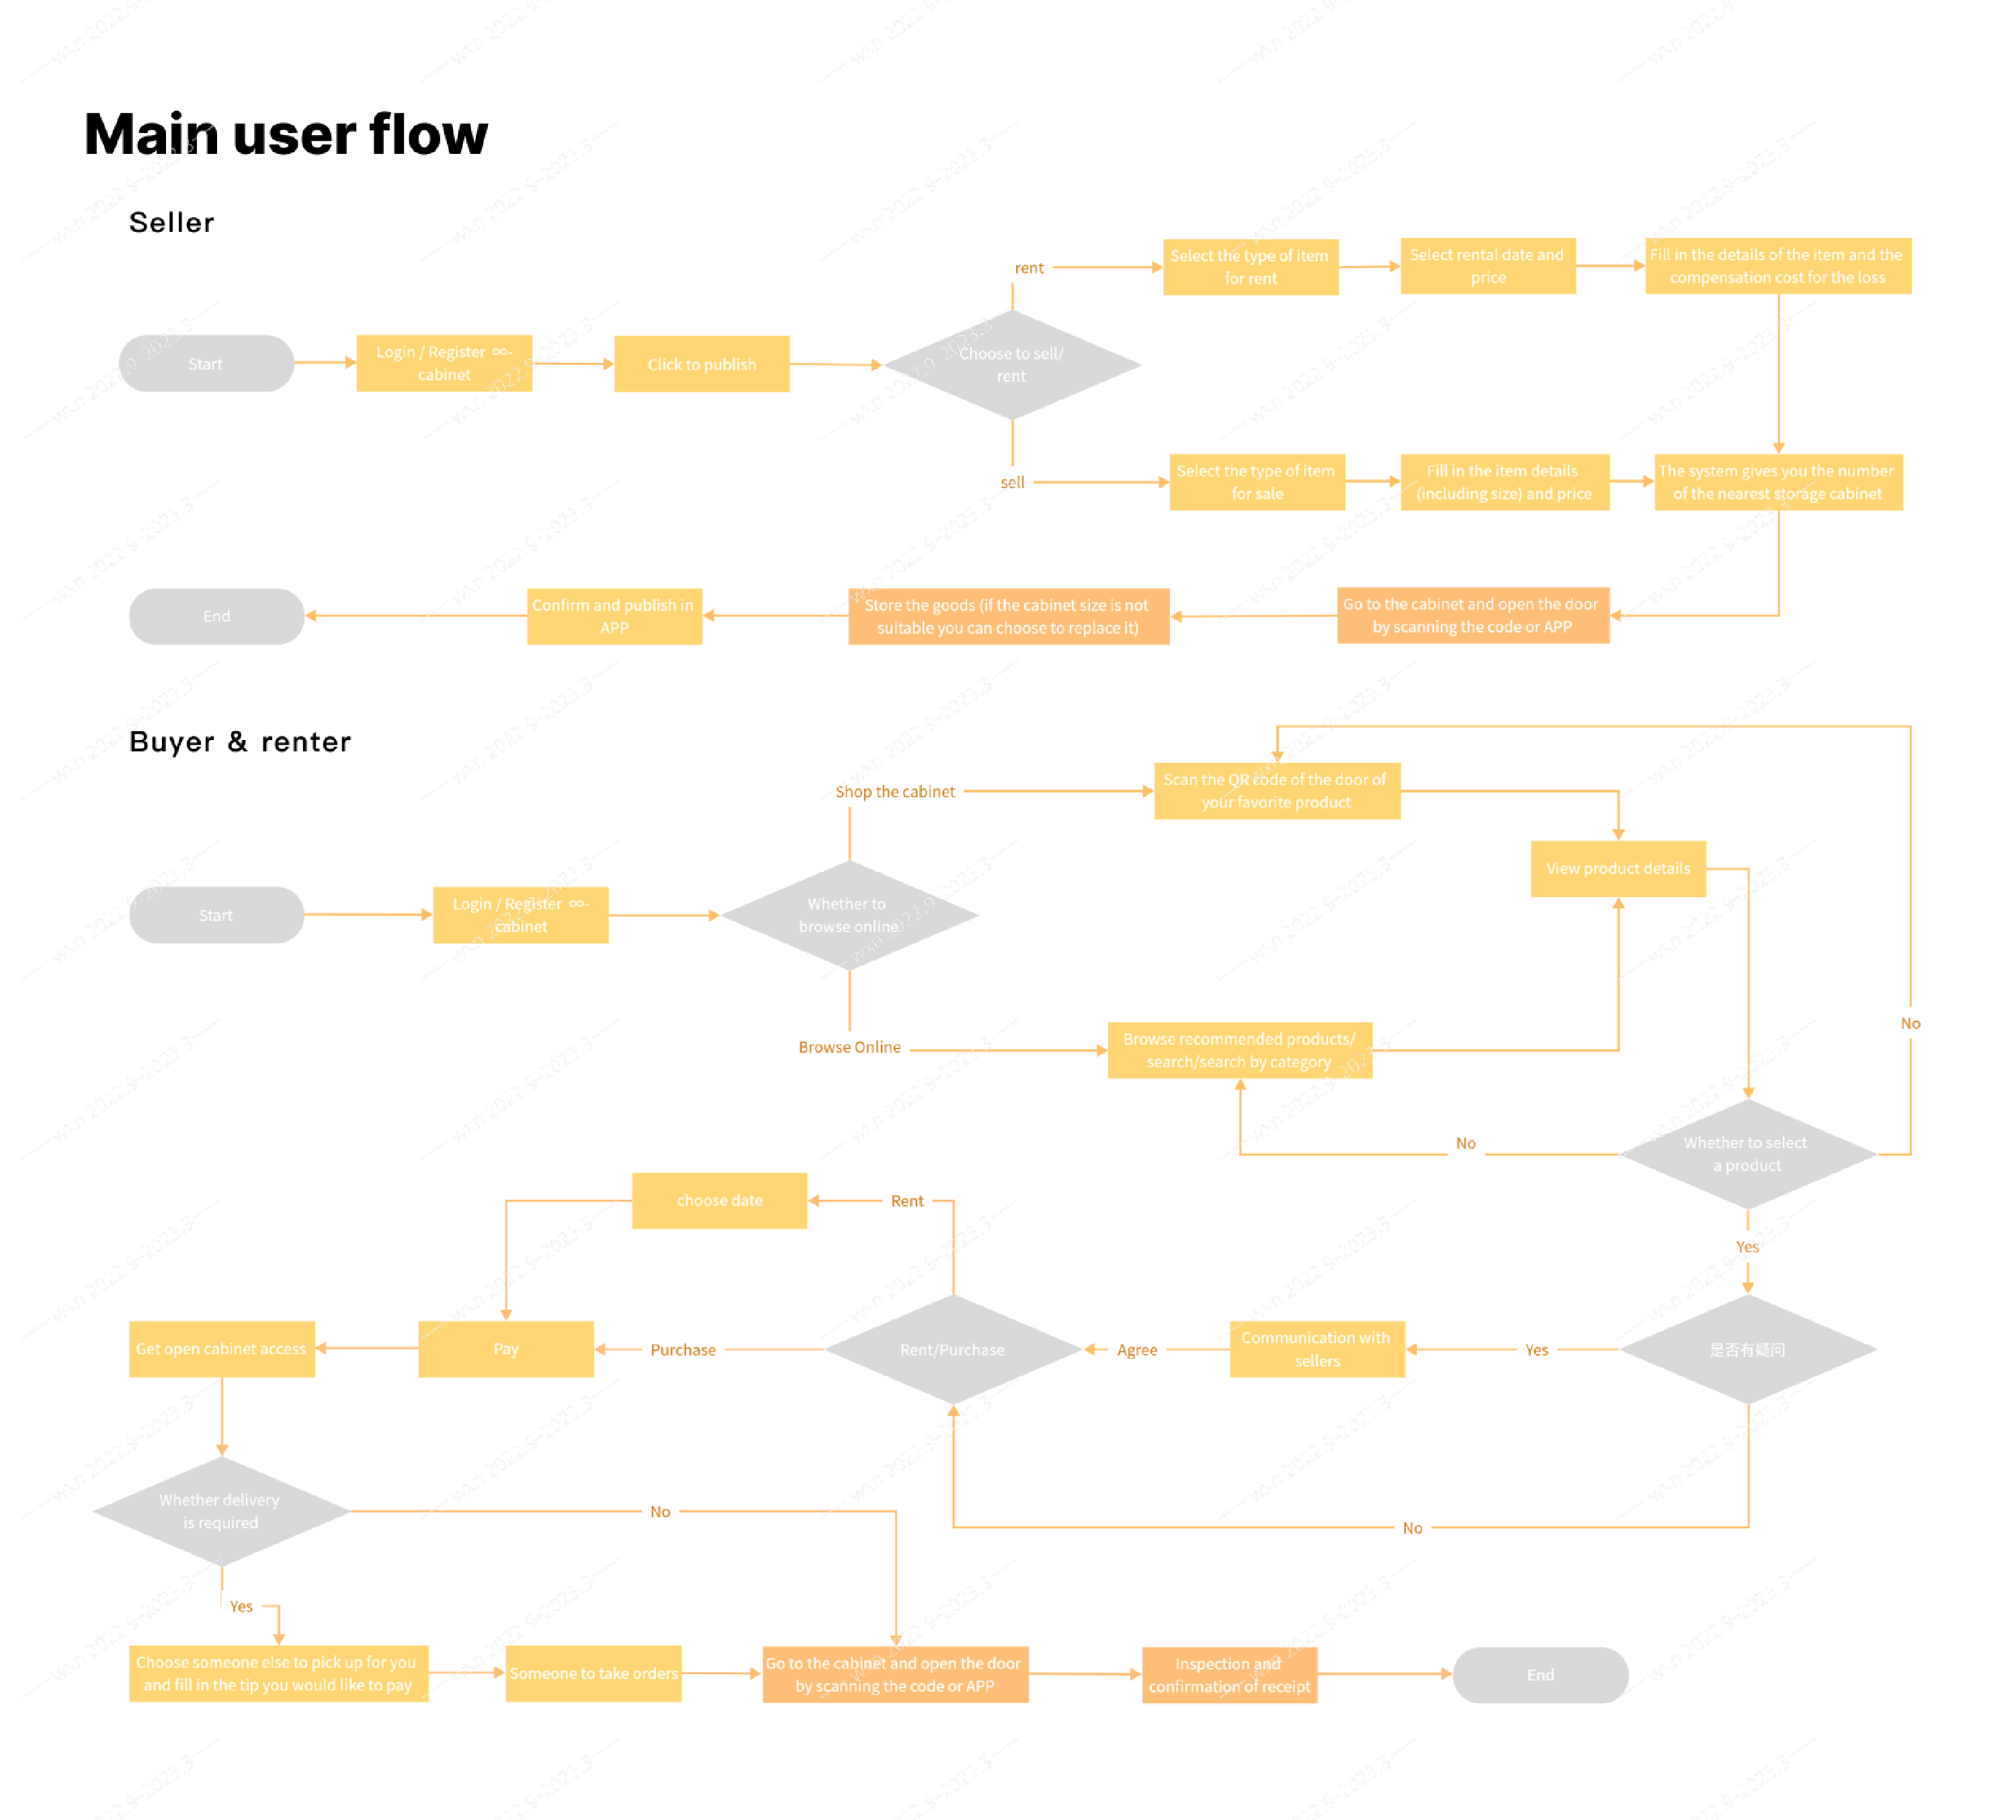 Main user flow
Seller
rent
Select the type of item
for rent
Select rental date and
price
Fill in the details of the item and the
compensation cost for the loss
Start
Login / Register ∞-
cabinet
Click to publish
Choose to sell/
rent
sell
Select the type of item
for sale
Fill in the item details
(including size) and price
The system gives you the number
of the nearest storage cabinet
End
Confirm and publish in
APP
Store the goods (if the cabinet size is not
suitable you can choose to replace it)
Go to the cabinet and open the door
by scanning the code or APP
Buyer & renter
Shop the cabinet
Scan the QR code of the door of
your favorite product
View product details
Start
Login / Register ∞-
cabinet
Whether to
browse online
No
Browse Online
Browse recommended products/
search/search by category
No
Whether to select
a product
choose date
Rent
Yes
Get open cabinet access
Pay
Purchase
Rent/Purchase
Agree
Communication with
sellers
Yes
是否有疑问
Whether delivery
is required
No
No
Yes
Choose someone else to pick up for you
and fill in the tip you would like to pay
Someone to take orders
Go to the cabinet and open the door
by scanning the code or APP
Inspection and
confirmation of receipt
End